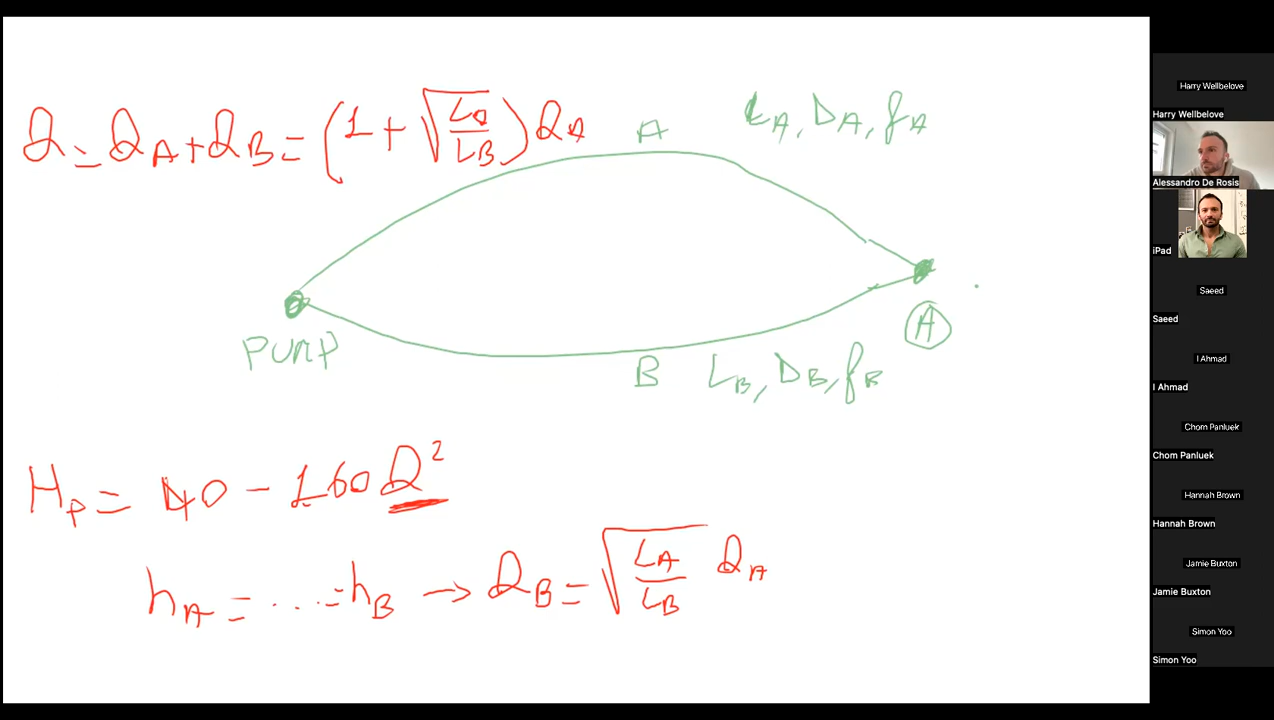 Q = QA + QB = (1 + √(LA/LB)) QA
A
LA, DA, fA
PUMP
A
B
LB, DB, fB
Hp = 40 - 160 Q²
hA = ... = hB → QB = √(LA/LB) QA
Harry Wellbelove
Harry Wellbelove
Alessandro De Rosis
iPad
Saeed
Saeed
I Ahmad
I Ahmad
Chom Panluek
Chom Panluek
Hannah Brown
Hannah Brown
Jamie Buxton
Jamie Buxton
Simon Yoo
Simon Yoo